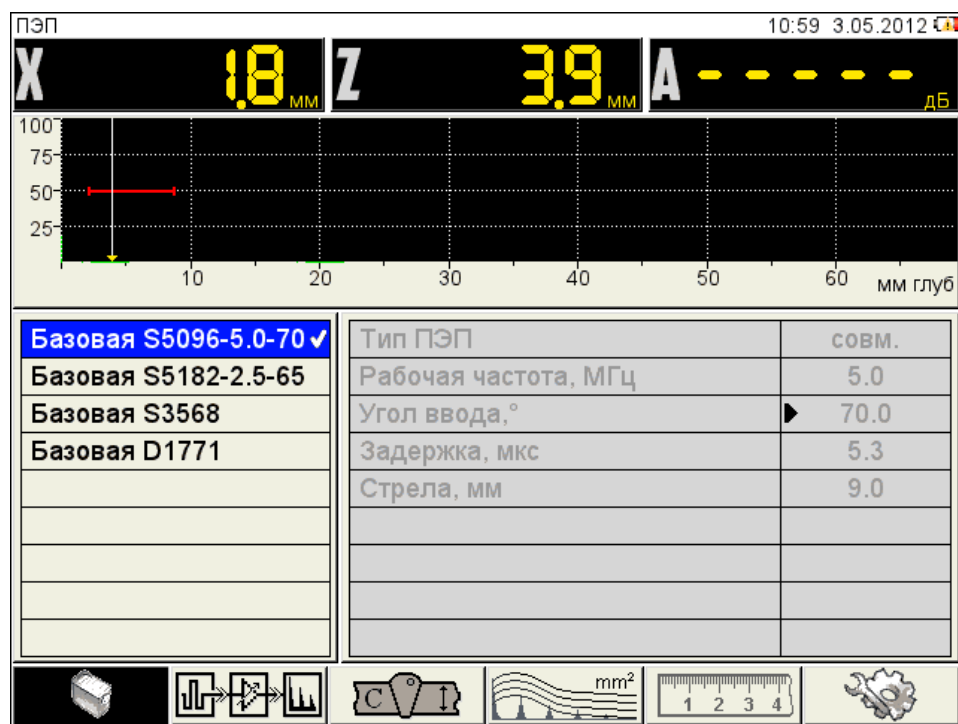 ПЭП 10:59 3.05.2012
X 1.8 мм Z 3.9 мм A - - - - - дБ
100
75
50
25
10 20 30 40 50 60 мм глуб
Базовая S5096-5.0-70 ✓ Тип ПЭП совм.
Базовая S5182-2.5-65 Рабочая частота, МГц 5.0
Базовая S3568 Угол ввода,° 70.0
Базовая D1771 Задержка, мкс 5.3
Стрела, мм 9.0
C mm² 1 2 3 4